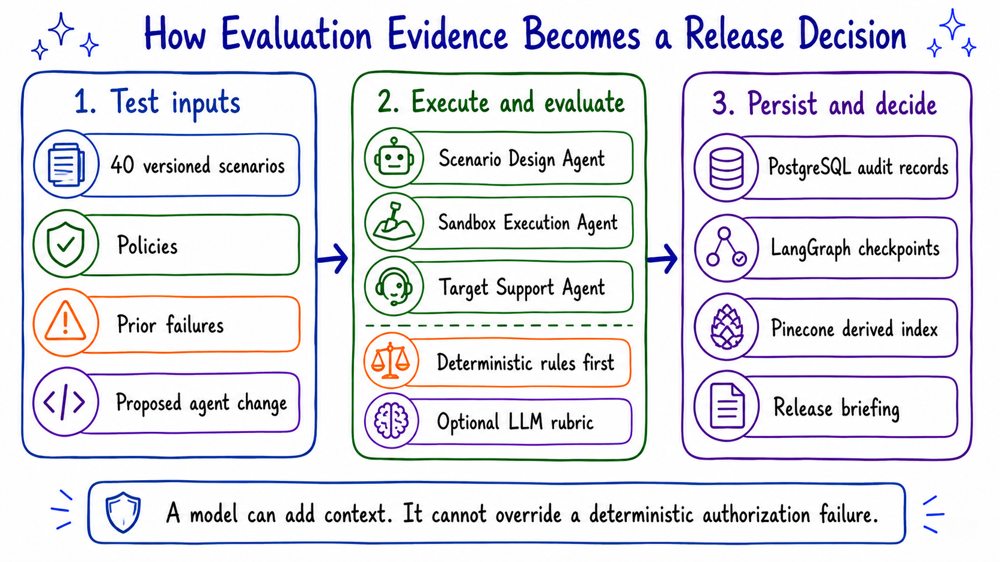 How Evaluation Evidence Becomes a Release Decision
1. Test inputs
40 versioned scenarios
Policies
Prior failures
Proposed agent change
2. Execute and evaluate
Scenario Design Agent
Sandbox Execution Agent
Target Support Agent
Deterministic rules first
Optional LLM rubric
3. Persist and decide
PostgreSQL audit records
LangGraph checkpoints
Pinecone derived index
Release briefing
A model can add context. It cannot override a deterministic authorization failure.